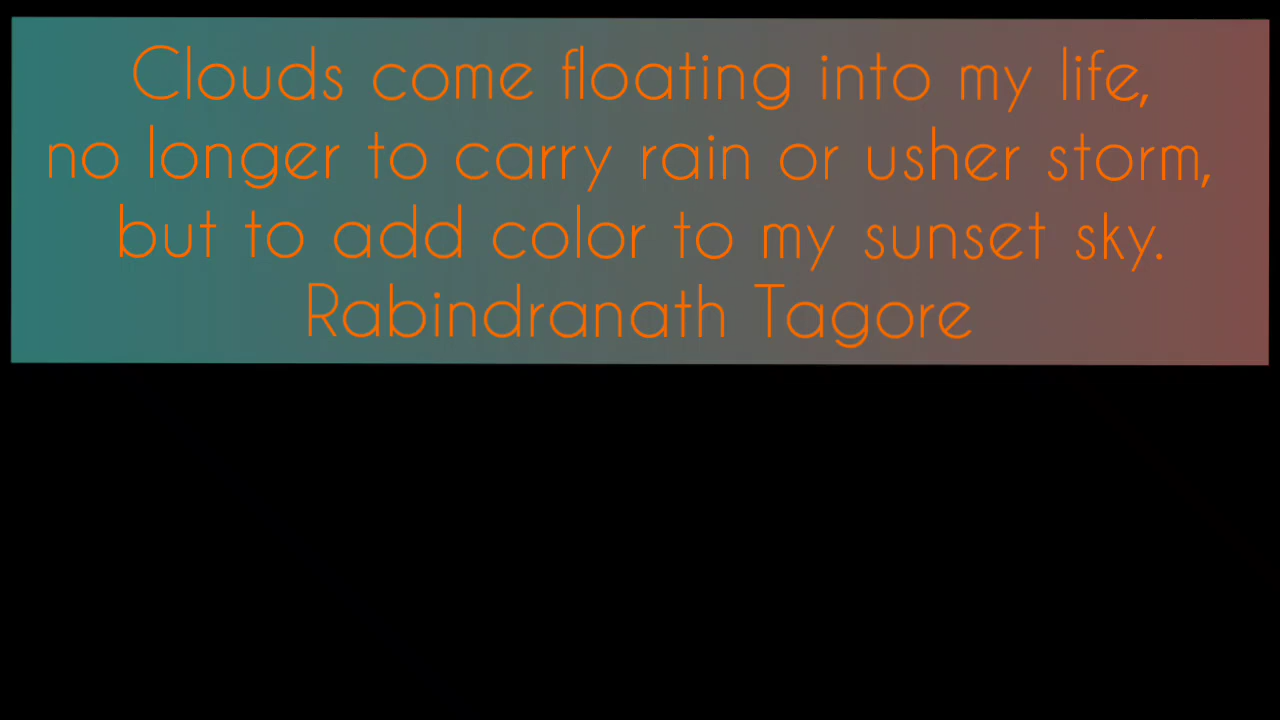 Clouds come floating into my life,
no longer to carry rain or usher storm,
but to add color to my sunset sky.
Rabindranath Tagore